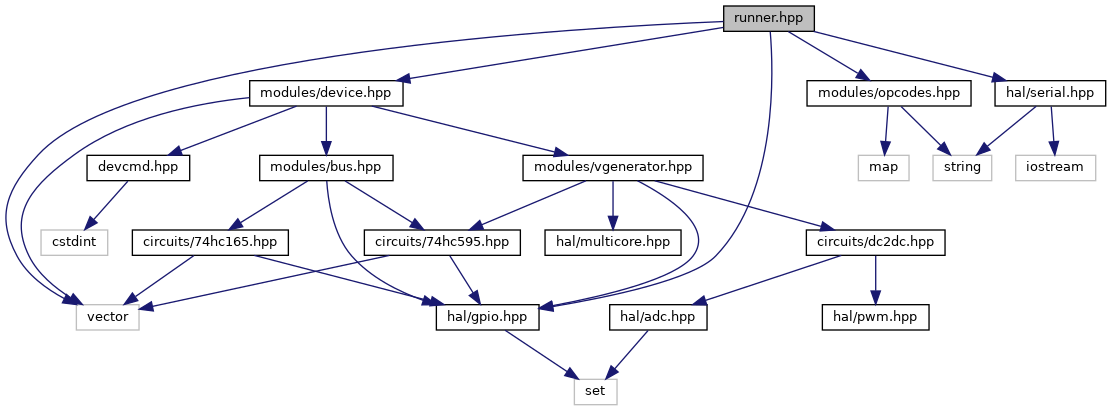 runner.hpp
modules/device.hpp
modules/opcodes.hpp
hal/serial.hpp
devcmd.hpp
modules/bus.hpp
modules/vgenerator.hpp
map
string
iostream
cstdint
circuits/74hc165.hpp
circuits/74hc595.hpp
hal/multicore.hpp
circuits/dc2dc.hpp
vector
hal/gpio.hpp
hal/adc.hpp
hal/pwm.hpp
set